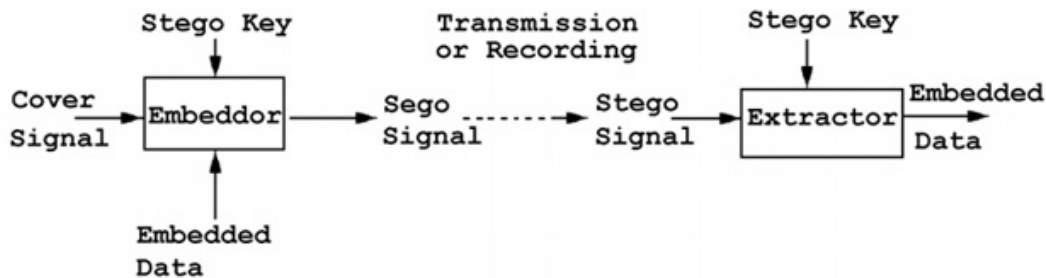 Stego Key
Transmission
or Recording
Stego Key
Cover
Signal
Embeddor
Sego
Signal
Stego
Signal
Extractor
Embedded
Data
Embedded
Data